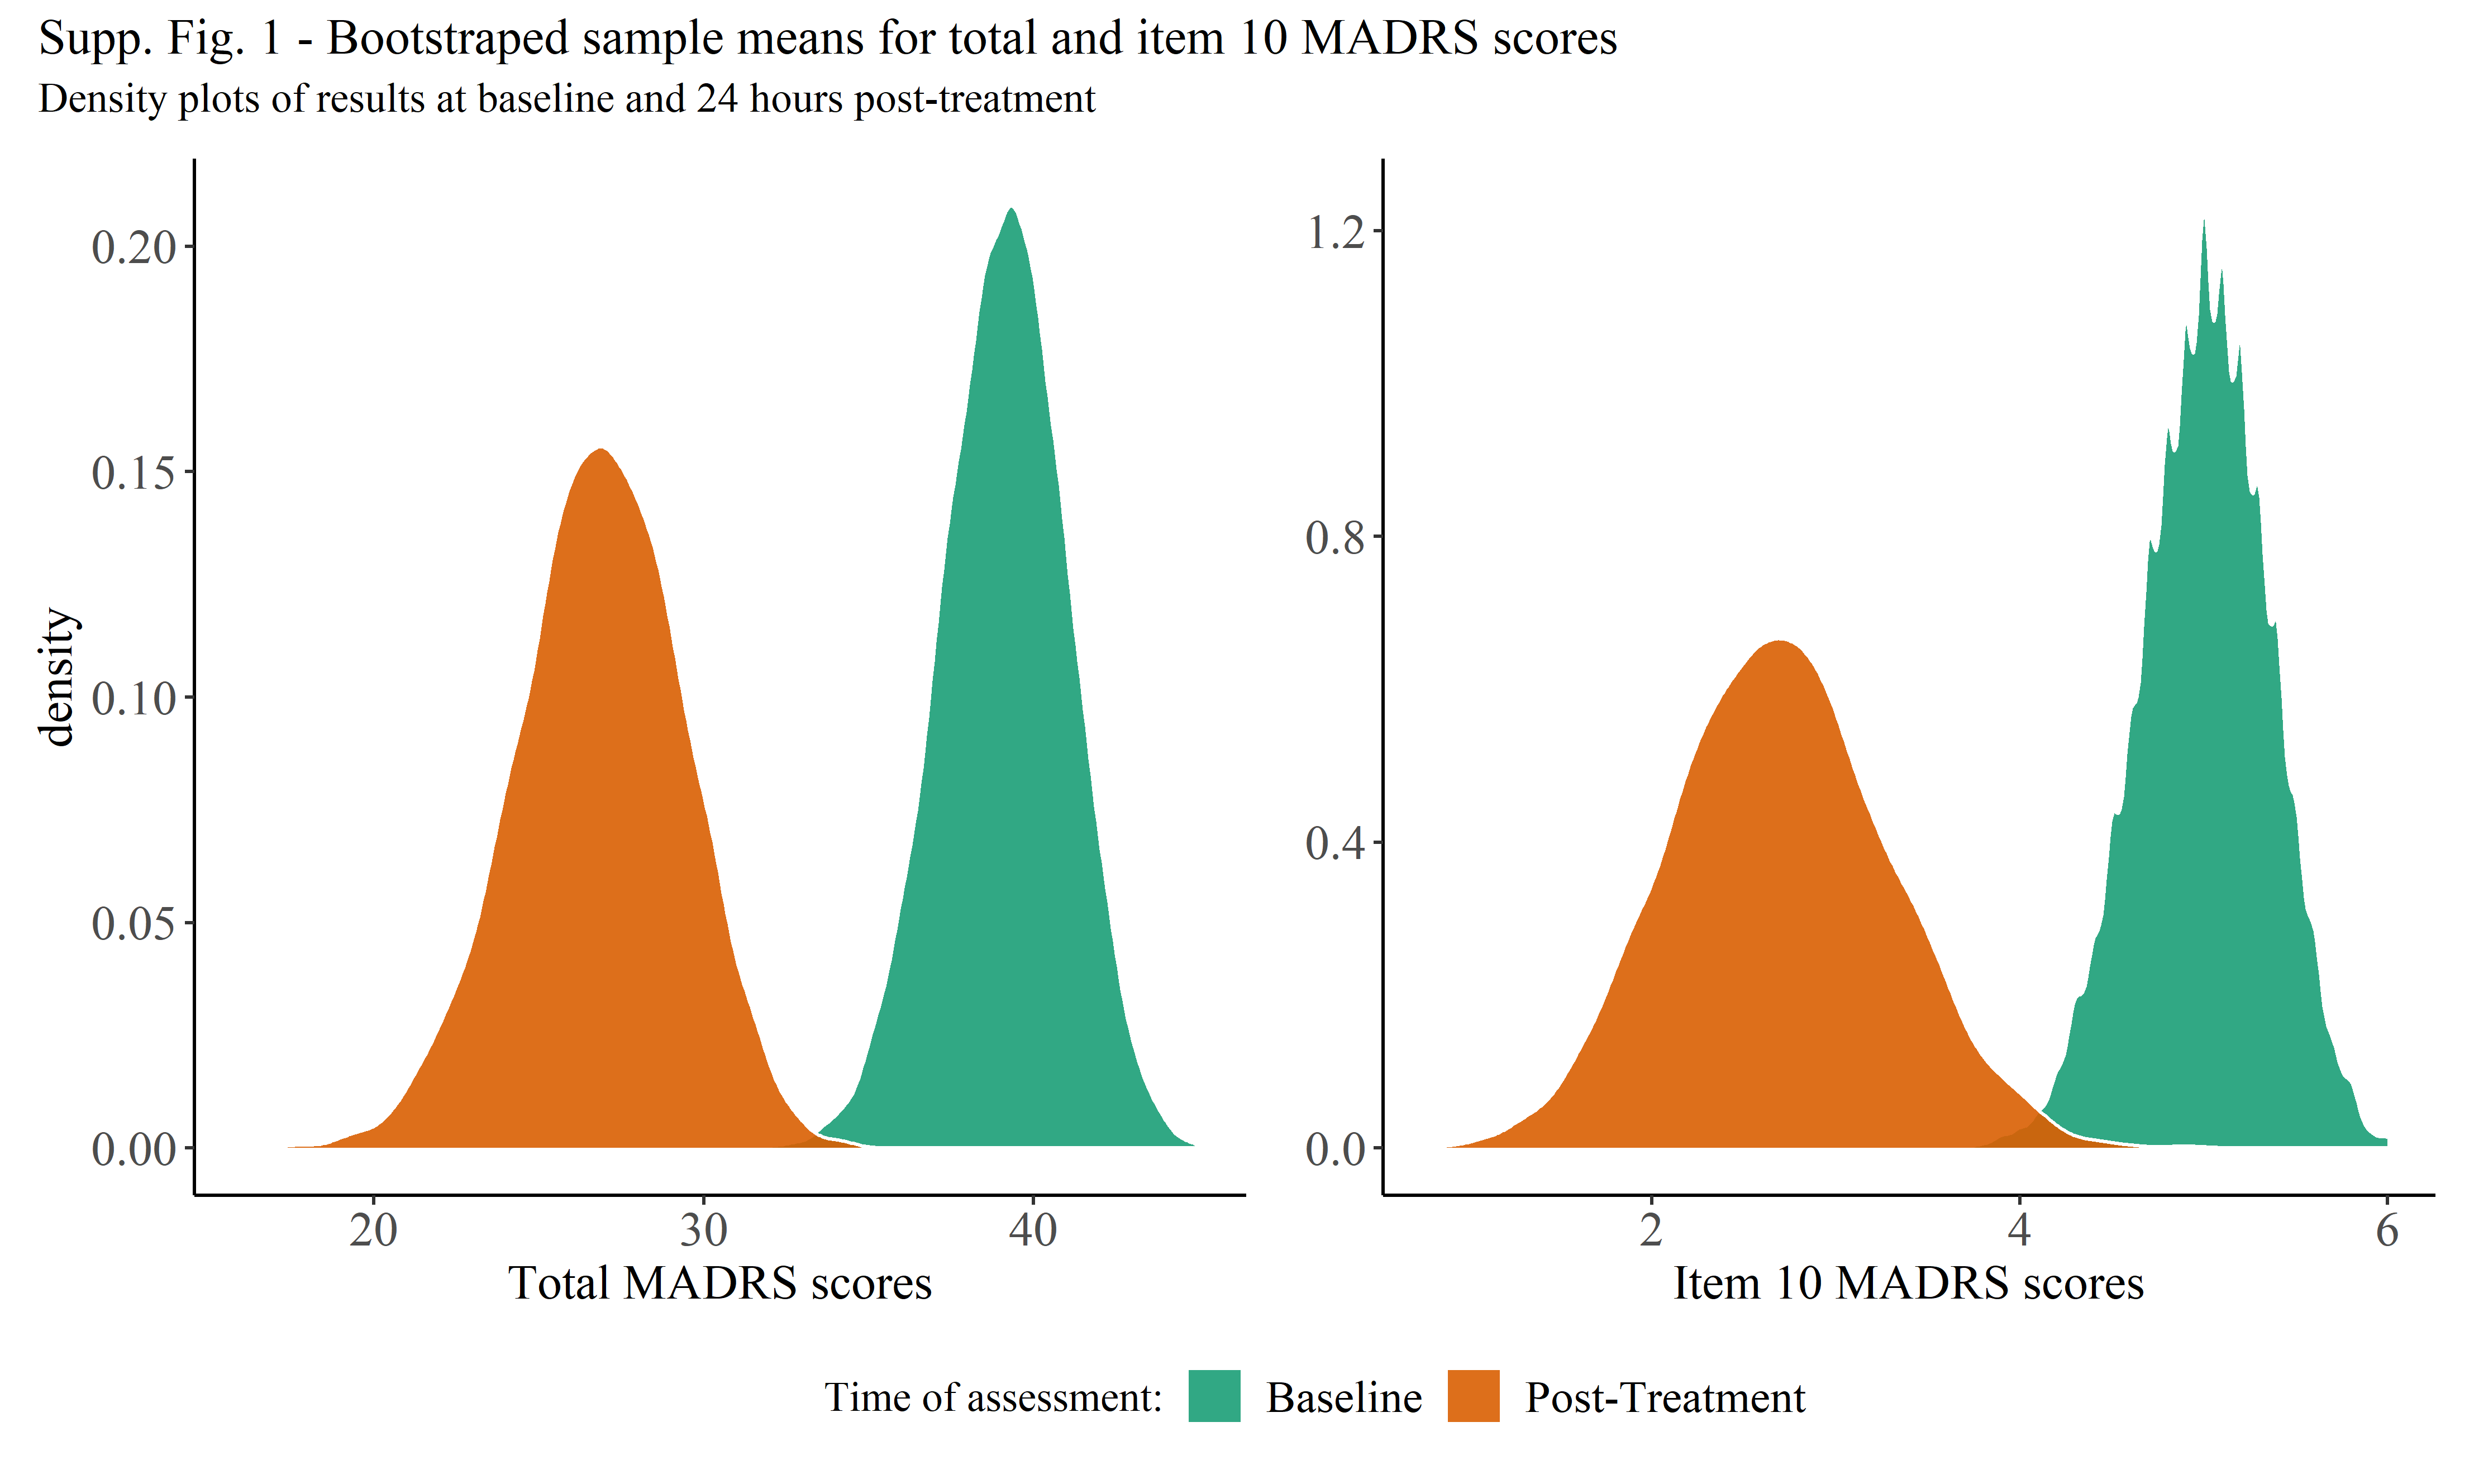 Supp. Fig. 1 - Bootstraped sample means for total and item 10 MADRS scores
Density plots of results at baseline and 24 hours post-treatment
density
0.20
0.15
0.10
0.05
0.00
20 30 40
Total MADRS scores
1.2
0.8
0.4
0.0
2 4 6
Item 10 MADRS scores
Time of assessment: Baseline Post-Treatment